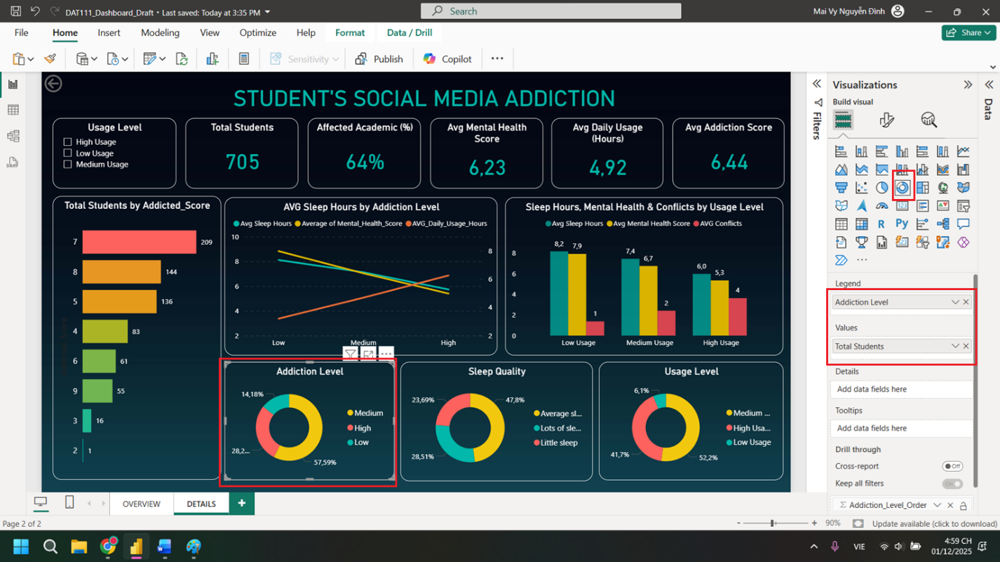 DAT111_Dashboard_Draft • Last saved: Today at 3:35 PM
Search
Mai Vy Nguyễn Đình
File Home Insert Modeling View Optimize Help Format Data / Drill
Share
Sensitivity
Publish
Copilot
STUDENT'S SOCIAL MEDIA ADDICTION
Usage Level
High Usage
Low Usage
Medium Usage
Total Students
705
Affected Academic (%)
64%
Avg Mental Health
Score
6,23
Avg Daily Usage
(Hours)
4,92
Avg Addiction Score
6,44
Total Students by Addicted_Score
7 209
8 144
5 136
4 83
6 61
9 55
3 16
2 1
AVG Sleep Hours by Addiction Level
Avg Sleep Hours Average of Mental_Health_Score AVG_Daily_Usage_Hours
10
8 8
6 6
4 4
2 2
Low Medium High
Sleep Hours, Mental Health & Conflicts by Usage Level
Avg Sleep Hours Avg Mental Health Score AVG Conflicts
8
6
4
2
0
8,2 7,9 1
7,4 6,7 2
6,0 5,3 4
Low Usage Medium Usage High Usage
Addiction Level
14,18%
28,2...
57,59%
Medium
High
Low
Sleep Quality
23,69%
47,8%
28,51%
Average sl...
Lots of sle...
Little sleep
Usage Level
6,1%
41,7%
52,2%
Medium ...
High Usa...
Low Usage
Filters
Visualizations
Build visual
Data
123
R
Py
Legend
Addiction Level
Values
Total Students
Details
Add data fields here
Tooltips
Add data fields here
Drill through
Cross-report Off
Keep all filters On
Σ Addiction_Level_Order
OVERVIEW DETAILS +
Page 2 of 2
- + 90%
Update available (click to download)
VIE
4:59 CH
01/12/2025